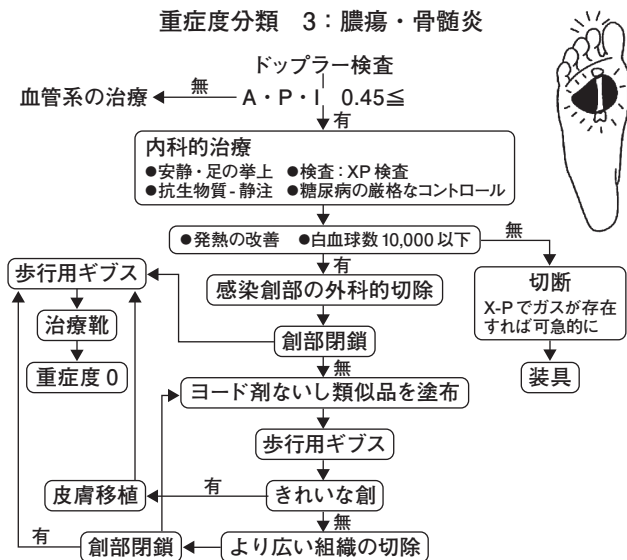 重症度分類 3:膿瘍・骨髄炎
ドップラー検査
血管系の治療
無
A・P・I 0.45≦
有
内科的治療
●安静・足の挙上 ●検査:XP 検査
●抗生物質-静注 ●糖尿病の厳格なコントロール
●発熱の改善 ●白血球数 10,000 以下
無
有
歩行用ギブス
感染創部の外科的切除
切断
X-P でガスが存在
すれば可急的に
治療靴
創部閉鎖
重症度 0
無
装具
ヨード剤ないし類似品を塗布
歩行用ギブス
皮膚移植
有
きれいな創
無
有
創部閉鎖
より広い組織の切除